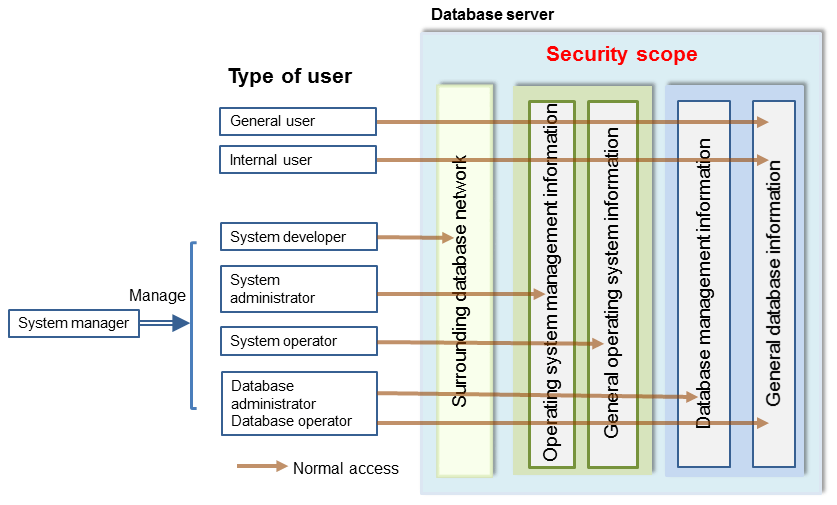 Database server
Security scope
Type of user
General user
Internal user
System developer
System
administrator
System operator
Database
administrator
Database operator
Manage
System manager
Surrounding database network
Operating system management information
General operating system information
Database management information
General database information
Normal access